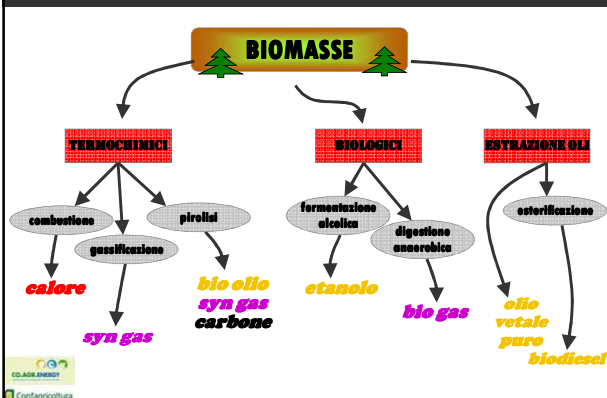 BIOMASSE
TERMOCHIMICI
BIOLOGICI
ESTRAZIONE OLI
combustione
gassificazione
pirolisi
fermentazione
alcolica
digestione
anaerobica
esterificazione
calore
syn gas
bio olio
syn gas
carbone
etanolo
bio gas
olio
vetale
puro
biodiesel
CO.AGR.ENERGY
Confagricoltura